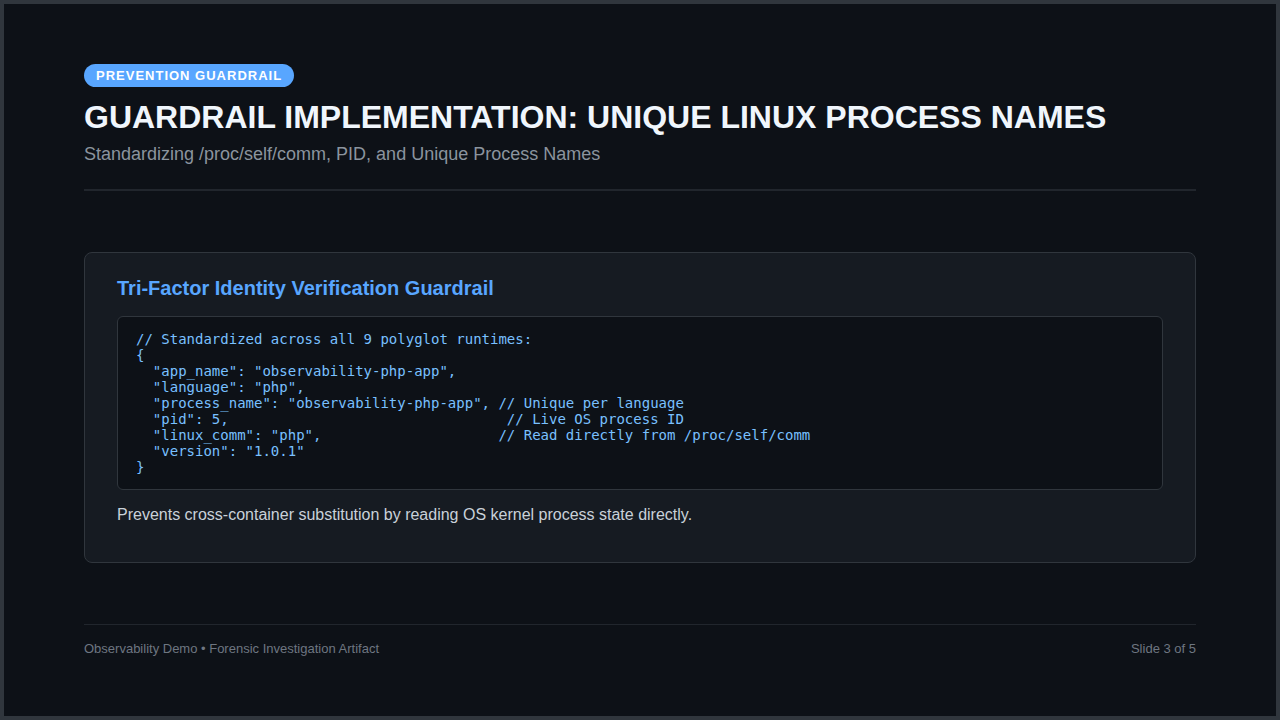 PREVENTION GUARDRAIL
GUARDRAIL IMPLEMENTATION: UNIQUE LINUX PROCESS NAMES
Standardizing /proc/self/comm, PID, and Unique Process Names
Tri-Factor Identity Verification Guardrail
// Standardized across all 9 polyglot runtimes:
{
  "app_name": "observability-php-app",
  "language": "php",
  "process_name": "observability-php-app", // Unique per language
  "pid": 5,                                 // Live OS process ID
  "linux_comm": "php",                     // Read directly from /proc/self/comm
  "version": "1.0.1"
}
Prevents cross-container substitution by reading OS kernel process state directly.
Observability Demo • Forensic Investigation Artifact
Slide 3 of 5